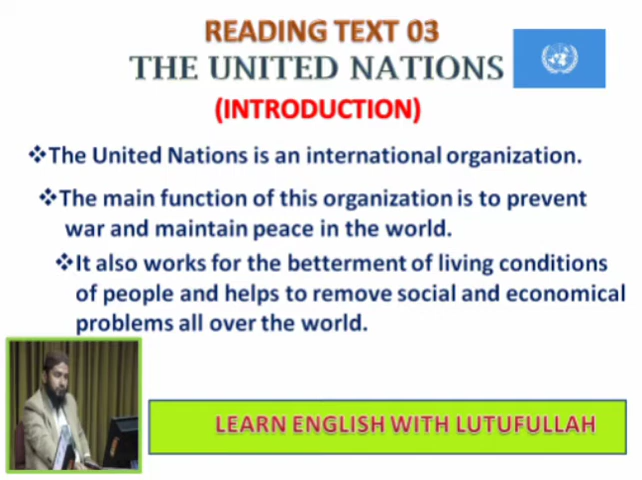 READING TEXT 03
THE UNITED NATIONS
(INTRODUCTION)
❖The United Nations is an international organization.
❖The main function of this organization is to prevent
war and maintain peace in the world.
❖It also works for the betterment of living conditions
of people and helps to remove social and economical
problems all over the world.
LEARN ENGLISH WITH LUTUFULLAH